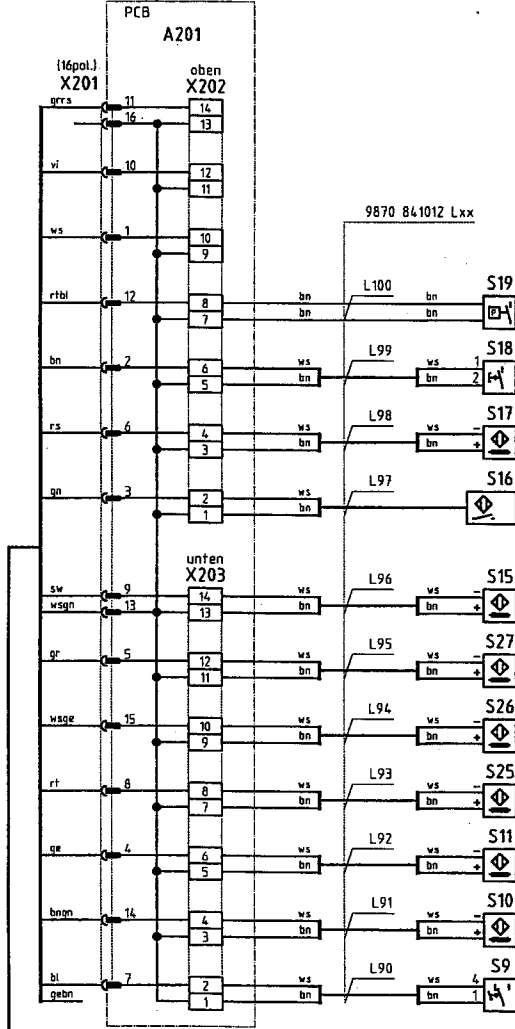 PCB
A201
(16pol.)
X201
oben
X202
grrs 11 14
16 13
vi 10 12
11
ws 1 10
9
9870 841012 Lxx
rtbl 12 8 bn L100 bn S19
7 bn bn P
bn 2 6 ws L99 ws 1 S18
5 bn bn 2
rs 6 4 ws L98 ws - S17
3 bn bn +
gn 3 2 ws L97 S16
1 bn
unten
X203
sw 9 14 ws L96 ws - S15
wsgn 13 13 bn bn +
gr 5 12 ws L95 ws - S27
11 bn bn +
wsge 15 10 ws L94 ws - S26
9 bn bn +
rt 8 8 ws L93 ws - S25
7 bn bn +
ge 4 6 ws L92 ws - S11
5 bn bn +
bngn 14 4 ws L91 ws - S10
3 bn bn +
bl 7 2 ws L90 ws 4 S9
gebn 1 bn bn 1